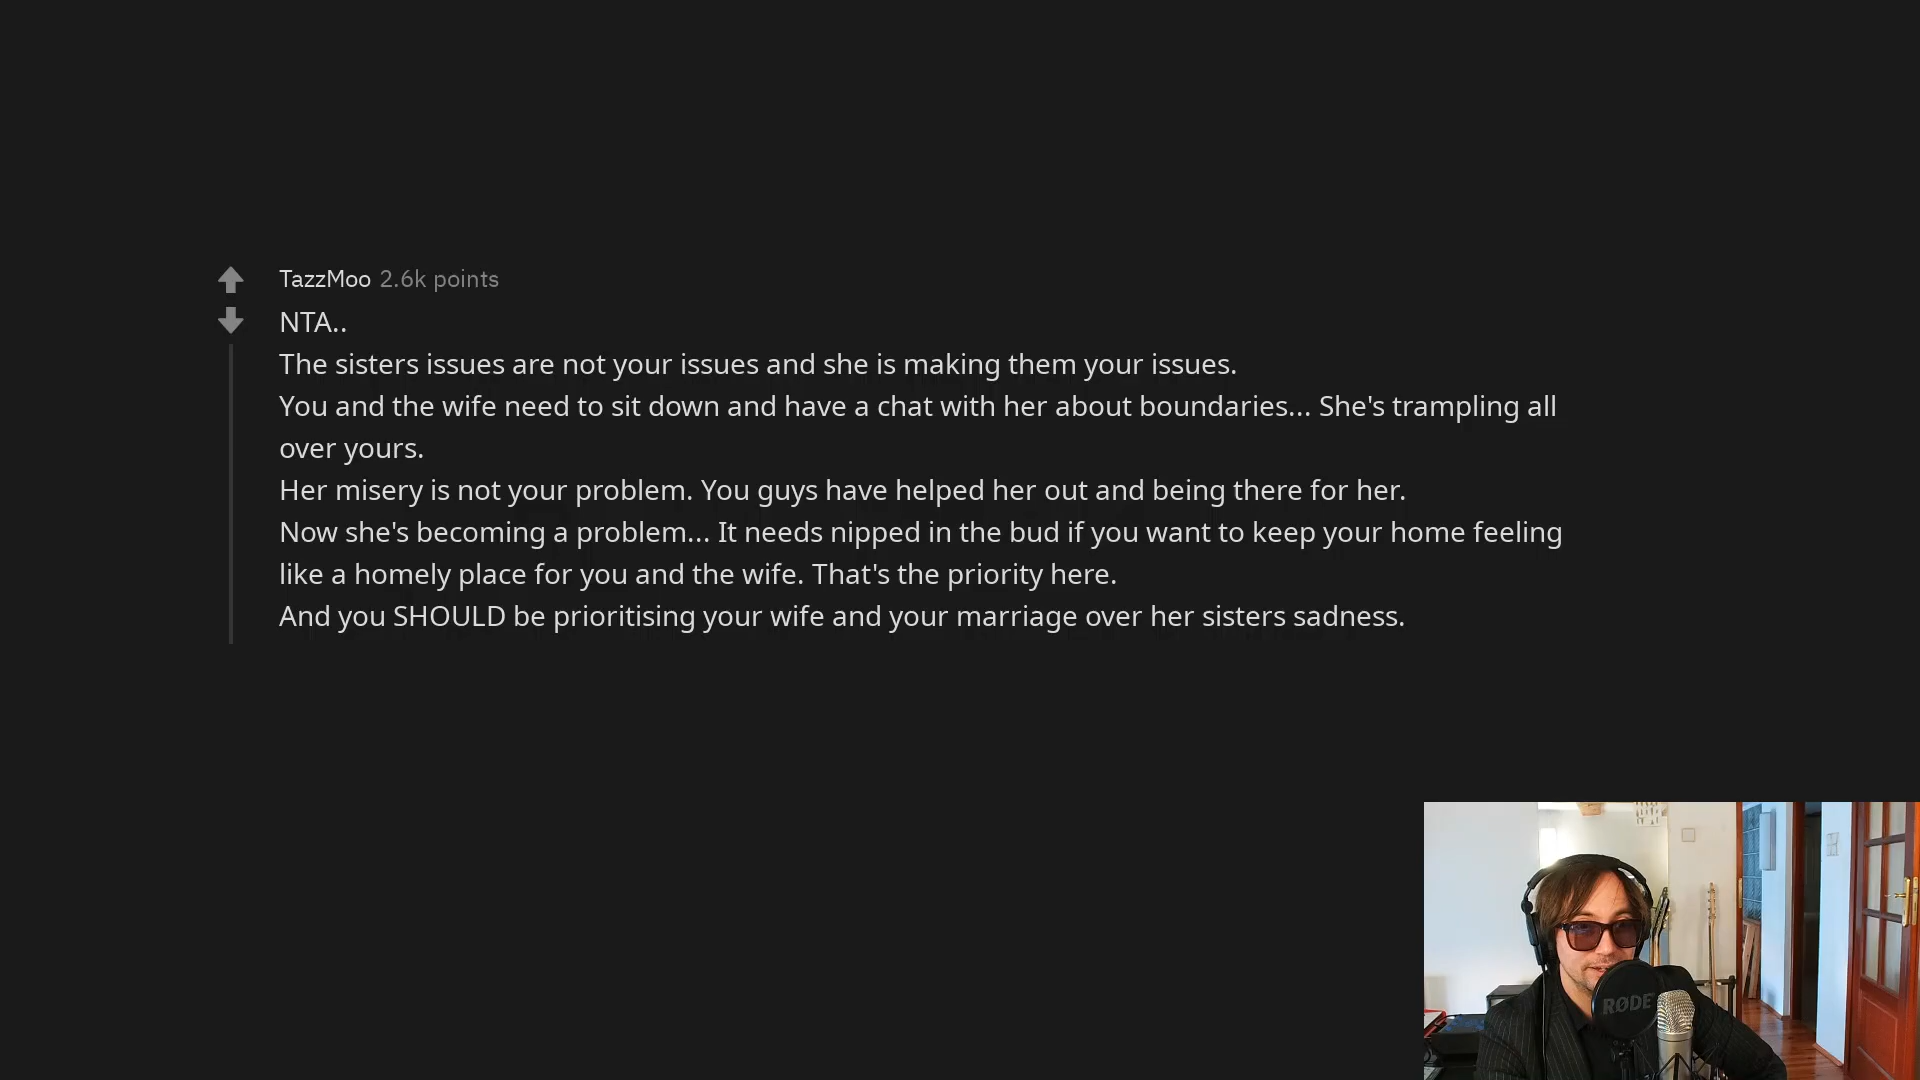 TazzMoo 2.6k points
NTA..
The sisters issues are not your issues and she is making them your issues.
You and the wife need to sit down and have a chat with her about boundaries... She's trampling all
over yours.
Her misery is not your problem. You guys have helped her out and being there for her.
Now she's becoming a problem... It needs nipped in the bud if you want to keep your home feeling
like a homely place for you and the wife. That's the priority here.
And you SHOULD be prioritising your wife and your marriage over her sisters sadness.
RØDE